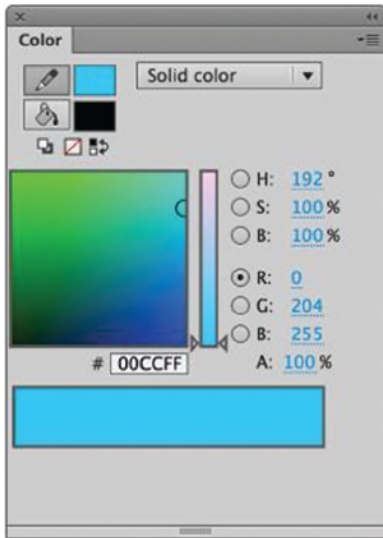 Color
Solid color
H: 192 °
S: 100 %
B: 100 %
R: 0
G: 204
B: 255
# 00CCFF A: 100 %